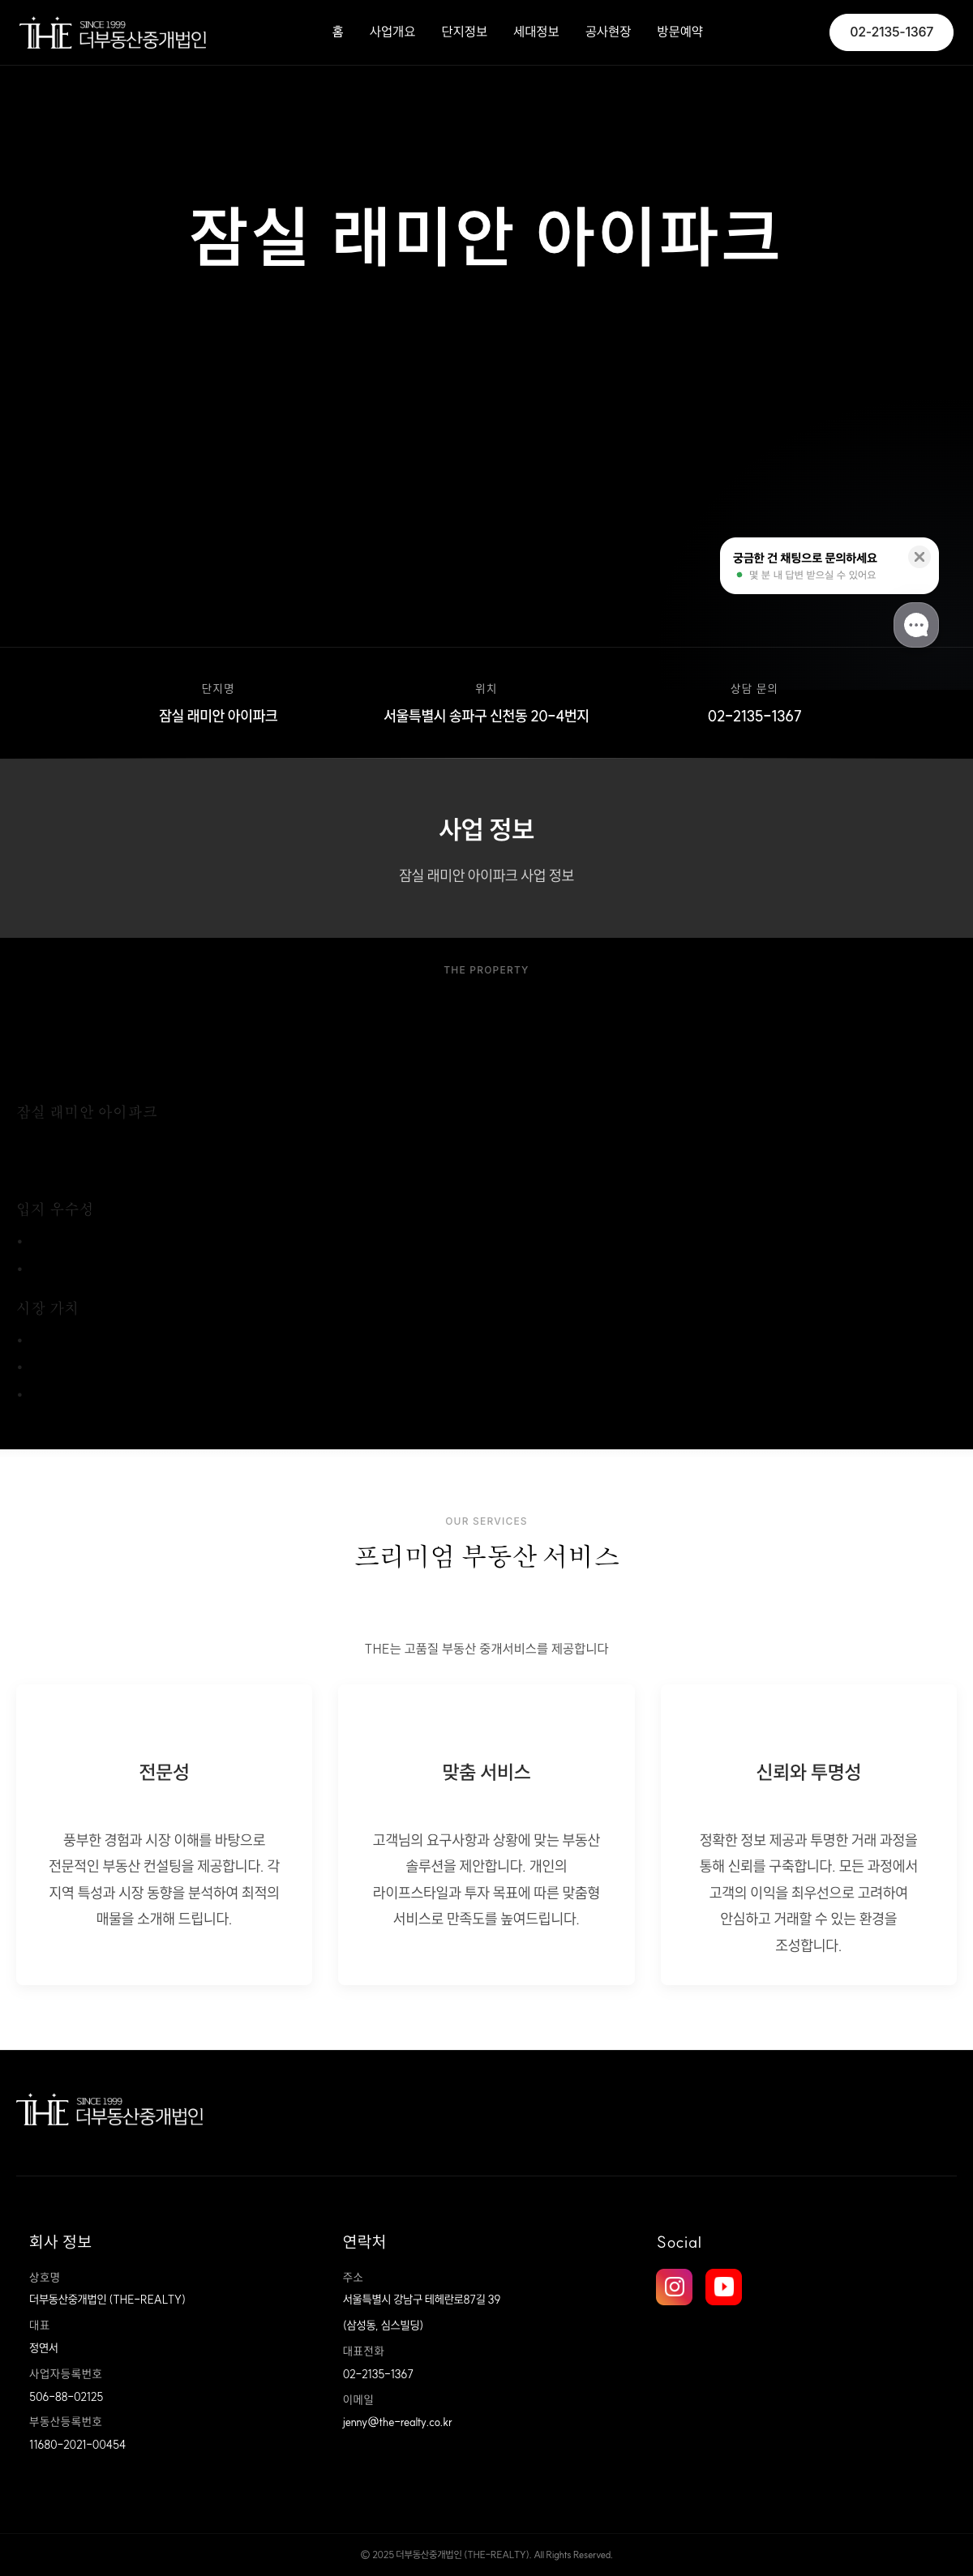 THE SINCE 1999 더부동산중개법인
홈 사업개요 단지정보 세대정보 공사현장 방문예약
02-2135-1367
잠실 래미안 아이파크
궁금한 건 채팅으로 문의하세요
몇 분 내 답변 받으실 수 있어요
단지명
잠실 래미안 아이파크
위치
서울특별시 송파구 신천동 20-4번지
상담 문의
02-2135-1367
사업 정보
잠실 래미안 아이파크 사업 정보
THE PROPERTY
잠실 래미안 아이파크
입지 우수성
시장 가치
OUR SERVICES
프리미엄 부동산 서비스
THE는 고품질 부동산 중개서비스를 제공합니다
전문성
풍부한 경험과 시장 이해를 바탕으로
전문적인 부동산 컨설팅을 제공합니다. 각
지역 특성과 시장 동향을 분석하여 최적의
매물을 소개해 드립니다.
맞춤 서비스
고객님의 요구사항과 상황에 맞는 부동산
솔루션을 제안합니다. 개인의
라이프스타일과 투자 목표에 따른 맞춤형
서비스로 만족도를 높여드립니다.
신뢰와 투명성
정확한 정보 제공과 투명한 거래 과정을
통해 신뢰를 구축합니다. 모든 과정에서
고객의 이익을 최우선으로 고려하여
안심하고 거래할 수 있는 환경을
조성합니다.
THE SINCE 1999 더부동산중개법인
회사 정보
상호명
더부동산중개법인 (THE-REALTY)
대표
정연서
사업자등록번호
506-88-02125
부동산등록번호
11680-2021-00454
연락처
주소
서울특별시 강남구 테헤란로87길 39
(삼성동, 심스빌딩)
대표전화
02-2135-1367
이메일
jenny@the-realty.co.kr
Social
© 2025 더부동산중개법인 (THE-REALTY). All Rights Reserved.